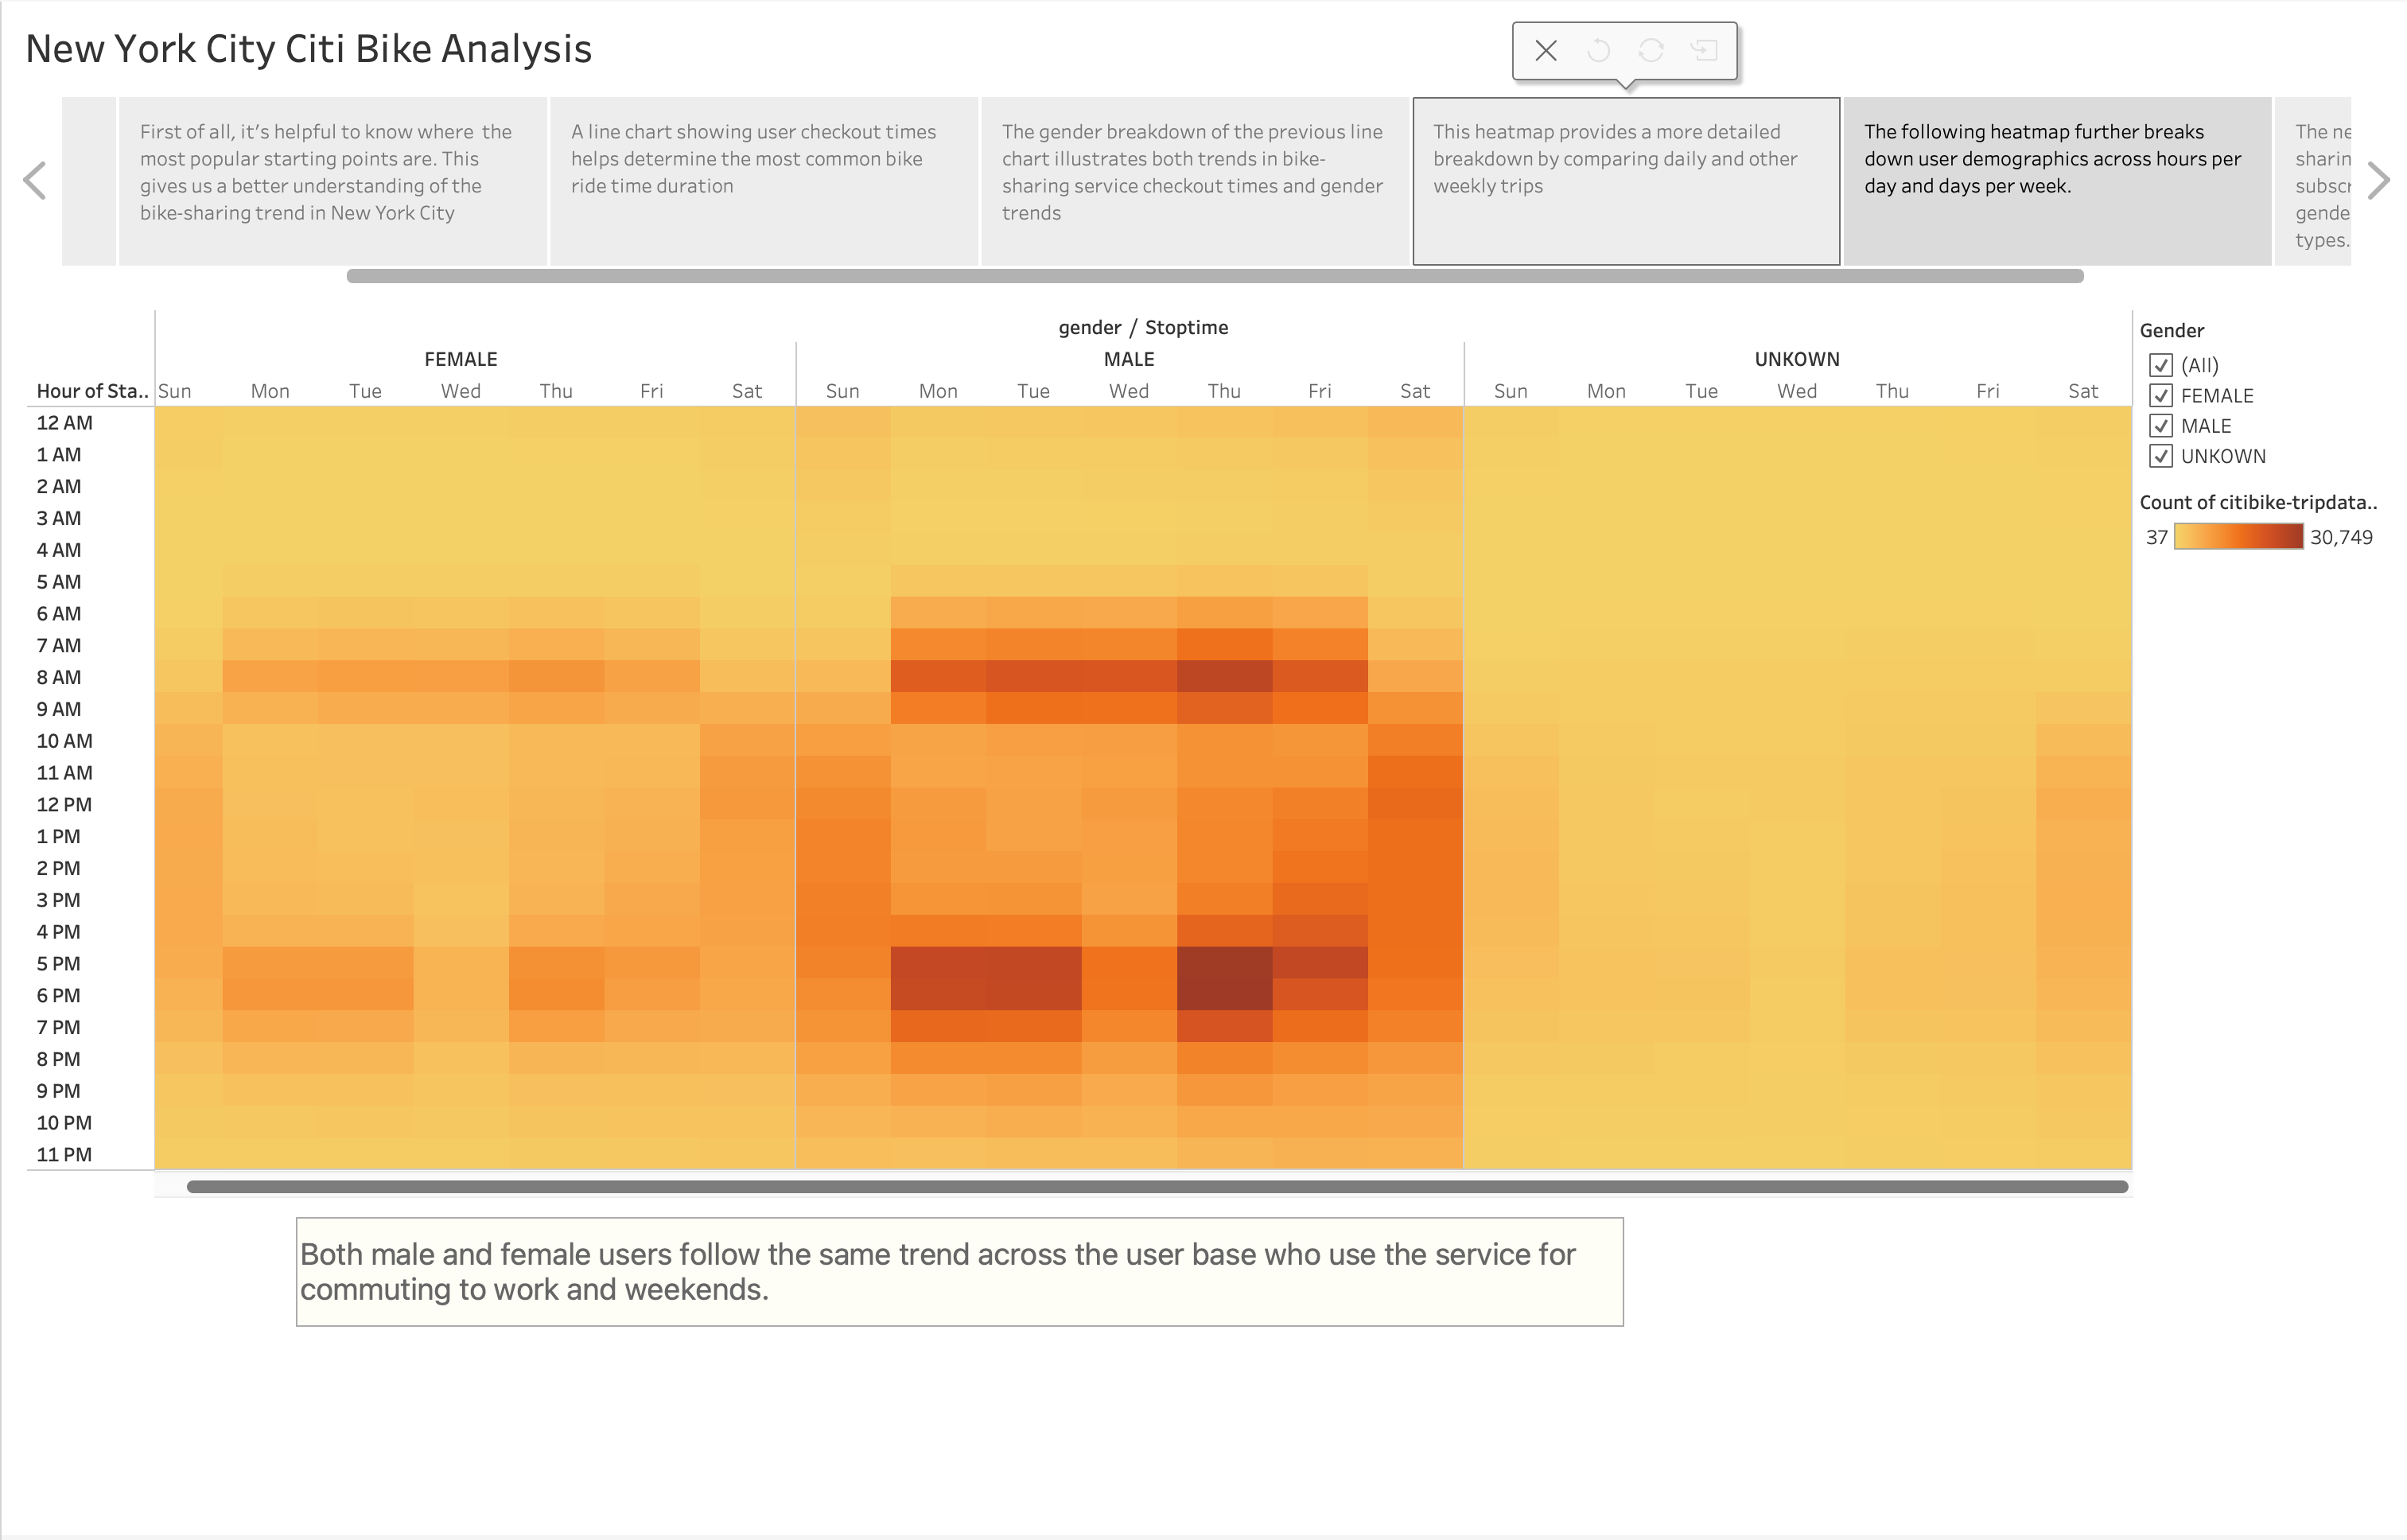 New York City Citi Bike Analysis
First of all, it's helpful to know where  the
most popular starting points are. This
gives us a better understanding of the
bike-sharing trend in New York City
A line chart showing user checkout times
helps determine the most common bike
ride time duration
The gender breakdown of the previous line
chart illustrates both trends in bike-
sharing service checkout times and gender
trends
This heatmap provides a more detailed
breakdown by comparing daily and other
weekly trips
The following heatmap further breaks
down user demographics across hours per
day and days per week.
The ne
sharin
subscr
gende
types.
gender / Stoptime
FEMALE MALE UNKOWN
Hour of Sta.. Sun Mon Tue Wed Thu Fri Sat Sun Mon Tue Wed Thu Fri Sat Sun Mon Tue Wed Thu Fri Sat
12 AM
1 AM
2 AM
3 AM
4 AM
5 AM
6 AM
7 AM
8 AM
9 AM
10 AM
11 AM
12 PM
1 PM
2 PM
3 PM
4 PM
5 PM
6 PM
7 PM
8 PM
9 PM
10 PM
11 PM
Gender
(All)
FEMALE
MALE
UNKOWN
Count of citibike-tripdata..
37 30,749
Both male and female users follow the same trend across the user base who use the service for
commuting to work and weekends.